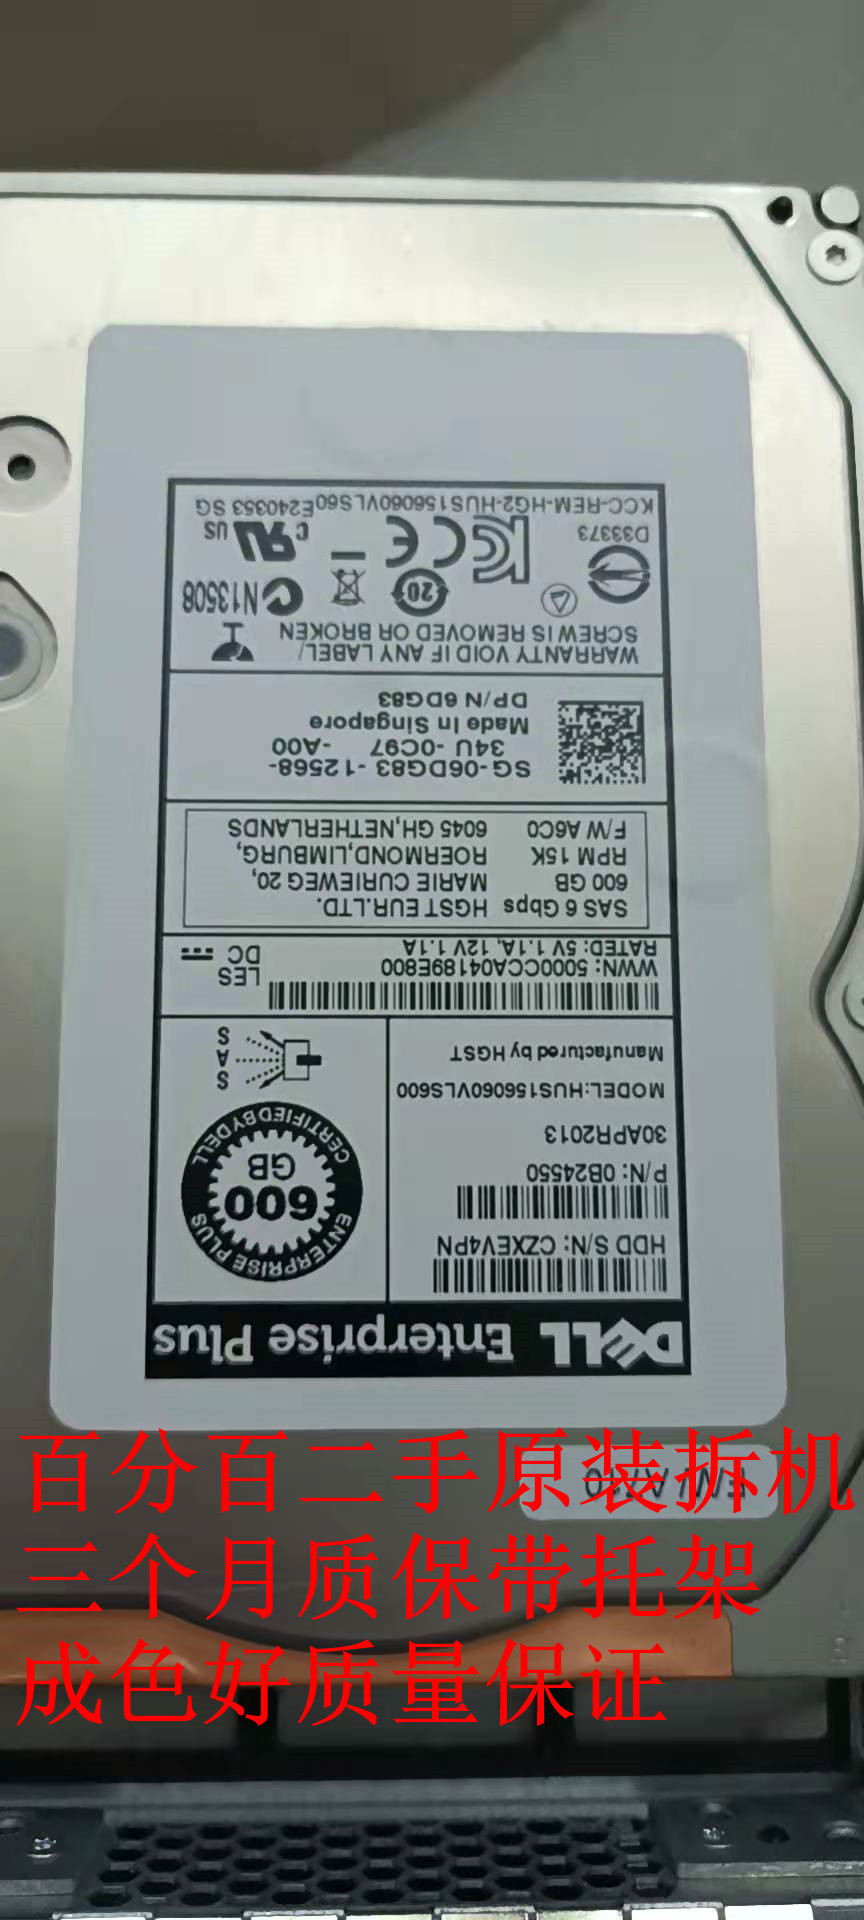 DELL Enterprise Plus
HDD S/N: CZXEV4PN
P/N: 0B24550
30APR2013
MODEL:HUS156060VLS600
Manufactured by HGST
ENTERPRISE PLUS
600
GB
CERTIFIED BY DELL
S
A
S
WWN: 5000CCA04189E800
RATED: 5V 1.1A, 12V 1.1A
LES
DC
SAS 6 Gbps HGST EUR.LTD.
600 GB MARIE CURIEWEG 20,
RPM 15K ROERMOND,LIMBURG,
F/W A6C0 6045 GH,NETHERLANDS
SG-06DG83-12568-
34U-0C97 -A00
Made In Singapore
DP/N 6DG83
WARRANTY VOID IF ANY LABEL/
SCREW IS REMOVED OR BROKEN
20
N13508
D33373
CE
c
US
KCC-REM-HG2-HUS156060VLS60
E240353 SG
百分百二手原装拆机
三个月质保带托架
成色好质量保证